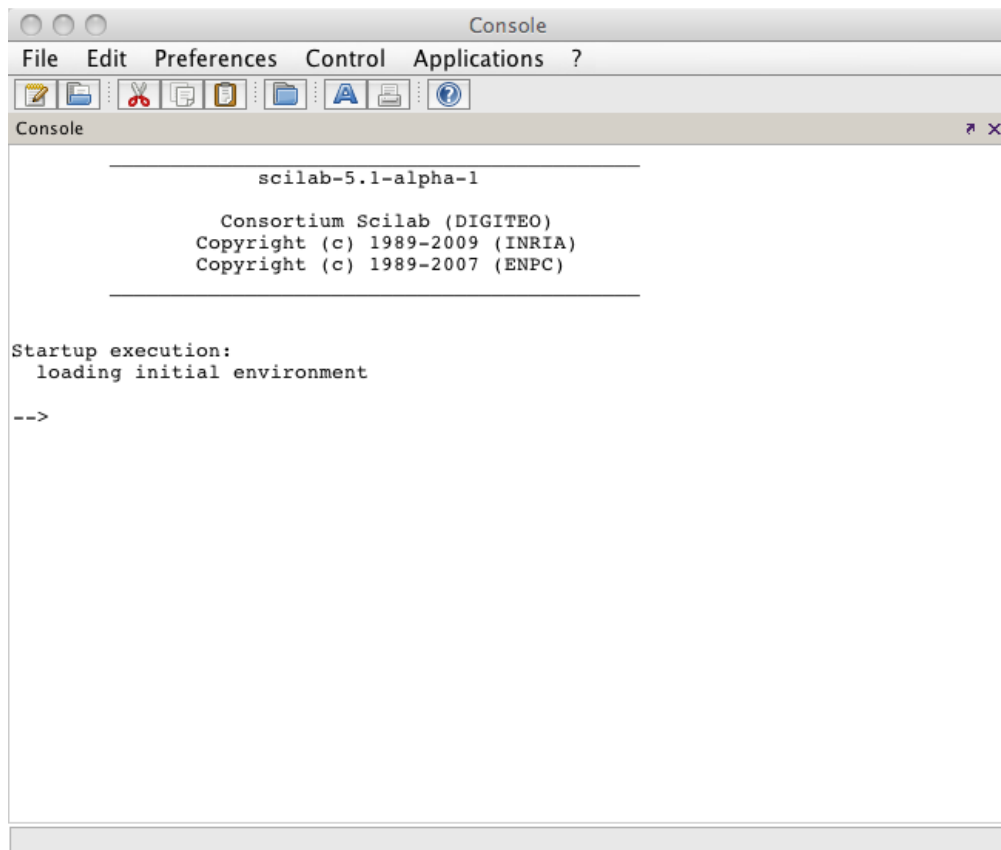 Console
File Edit Preferences Control Applications ?
Console
scilab-5.1-alpha-1
Consortium Scilab (DIGITEO)
Copyright (c) 1989-2009 (INRIA)
Copyright (c) 1989-2007 (ENPC)
Startup execution:
loading initial environment
-->